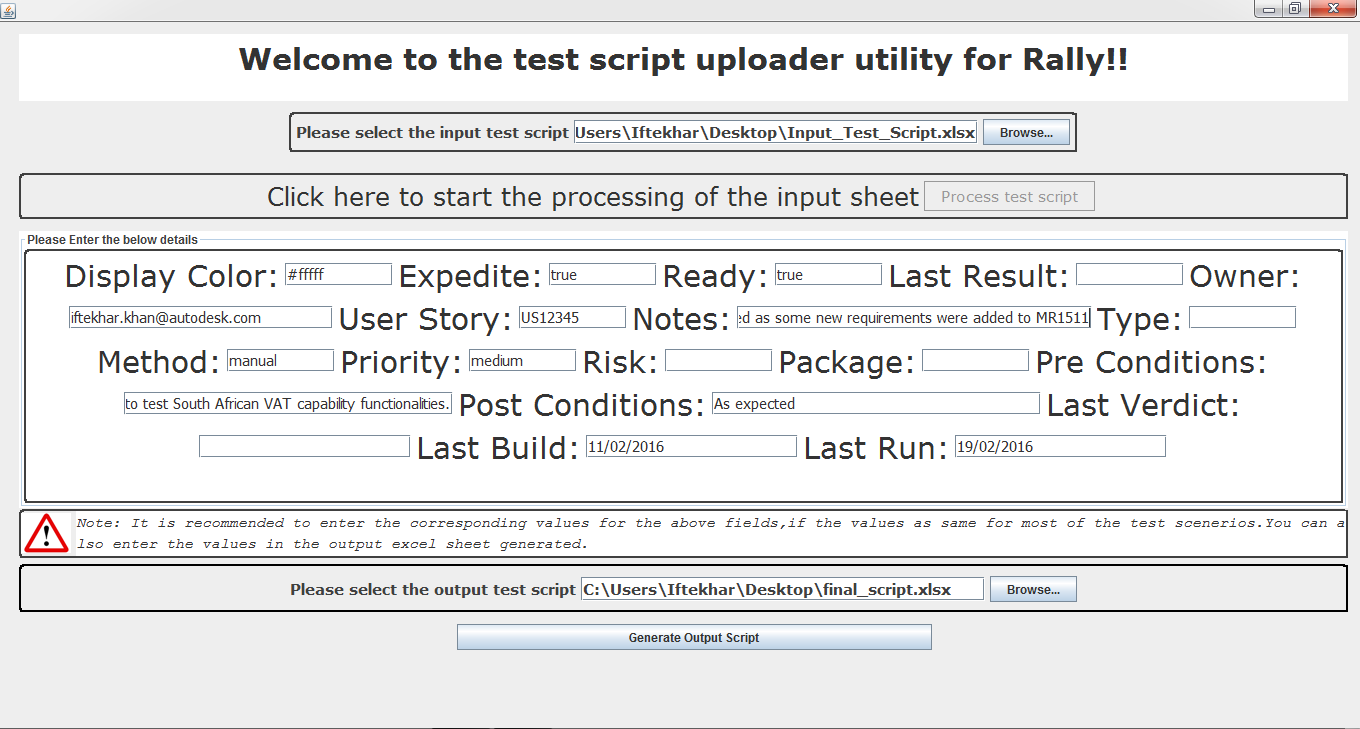 Welcome to the test script uploader utility for Rally!!
Please select the input test script Users\Iftekhar\Desktop\Input_Test_Script.xlsx Browse...
Click here to start the processing of the input sheet Process test script
Please Enter the below details
Display Color: #fffff Expedite: true Ready: true Last Result: Owner:
iftekhar.khan@autodesk.com User Story: US12345 Notes: ed as some new requirements were added to MR1511 Type:
Method: manual Priority: medium Risk: Package: Pre Conditions:
to test South African VAT capability functionalities. Post Conditions: As expected Last Verdict:
Last Build: 11/02/2016 Last Run: 19/02/2016
Note: It is recommended to enter the corresponding values for the above fields,if the values as same for most of the test scenerios.You can a
lso enter the values in the output excel sheet generated.
Please select the output test script C:\Users\Iftekhar\Desktop\final_script.xlsx Browse...
Generate Output Script